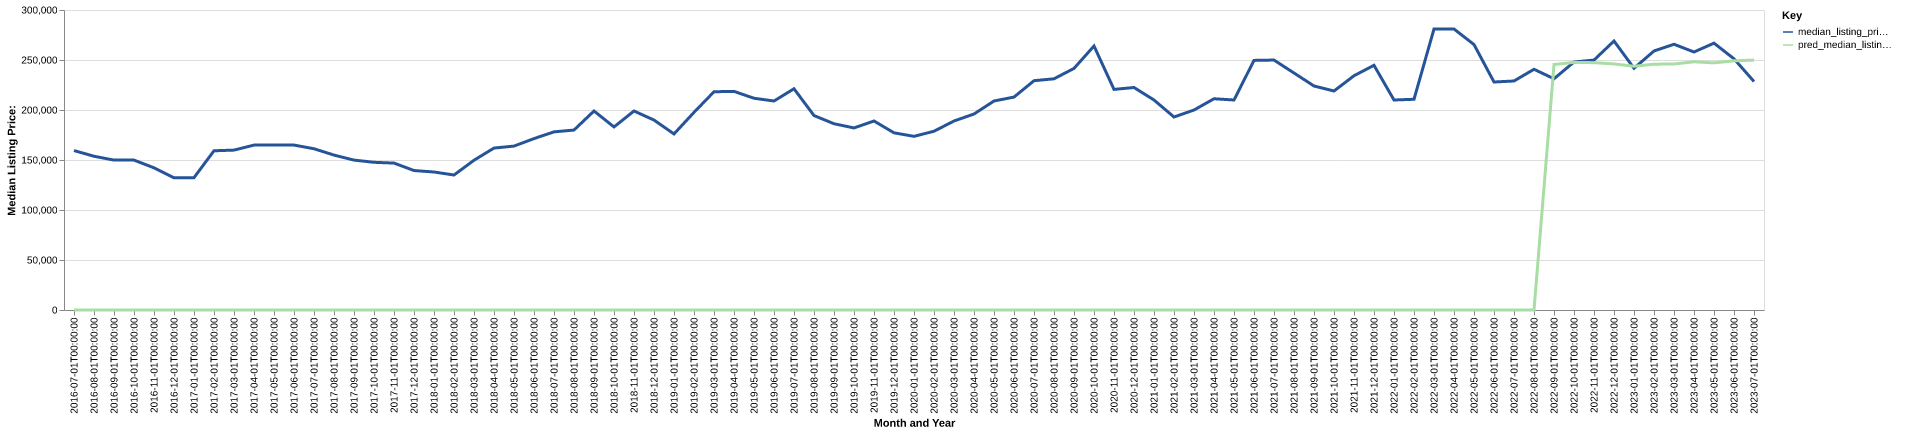 Median Listing Price:
300,000
250,000
200,000
150,000
100,000
50,000
0
2016-07-01T00:00:00
2016-08-01T00:00:00
2016-09-01T00:00:00
2016-10-01T00:00:00
2016-11-01T00:00:00
2016-12-01T00:00:00
2017-01-01T00:00:00
2017-02-01T00:00:00
2017-03-01T00:00:00
2017-04-01T00:00:00
2017-05-01T00:00:00
2017-06-01T00:00:00
2017-07-01T00:00:00
2017-08-01T00:00:00
2017-09-01T00:00:00
2017-10-01T00:00:00
2017-11-01T00:00:00
2017-12-01T00:00:00
2018-01-01T00:00:00
2018-02-01T00:00:00
2018-03-01T00:00:00
2018-04-01T00:00:00
2018-05-01T00:00:00
2018-06-01T00:00:00
2018-07-01T00:00:00
2018-08-01T00:00:00
2018-09-01T00:00:00
2018-10-01T00:00:00
2018-11-01T00:00:00
2018-12-01T00:00:00
2019-01-01T00:00:00
2019-02-01T00:00:00
2019-03-01T00:00:00
2019-04-01T00:00:00
2019-05-01T00:00:00
2019-06-01T00:00:00
2019-07-01T00:00:00
2019-08-01T00:00:00
2019-09-01T00:00:00
2019-10-01T00:00:00
2019-11-01T00:00:00
2019-12-01T00:00:00
2020-01-01T00:00:00
2020-02-01T00:00:00
2020-03-01T00:00:00
2020-04-01T00:00:00
2020-05-01T00:00:00
2020-06-01T00:00:00
2020-07-01T00:00:00
2020-08-01T00:00:00
2020-09-01T00:00:00
2020-10-01T00:00:00
2020-11-01T00:00:00
2020-12-01T00:00:00
2021-01-01T00:00:00
2021-02-01T00:00:00
2021-03-01T00:00:00
2021-04-01T00:00:00
2021-05-01T00:00:00
2021-06-01T00:00:00
2021-07-01T00:00:00
2021-08-01T00:00:00
2021-09-01T00:00:00
2021-10-01T00:00:00
2021-11-01T00:00:00
2021-12-01T00:00:00
2022-01-01T00:00:00
2022-02-01T00:00:00
2022-03-01T00:00:00
2022-04-01T00:00:00
2022-05-01T00:00:00
2022-06-01T00:00:00
2022-07-01T00:00:00
2022-08-01T00:00:00
2022-09-01T00:00:00
2022-10-01T00:00:00
2022-11-01T00:00:00
2022-12-01T00:00:00
2023-01-01T00:00:00
2023-02-01T00:00:00
2023-03-01T00:00:00
2023-04-01T00:00:00
2023-05-01T00:00:00
2023-06-01T00:00:00
2023-07-01T00:00:00
Month and Year
Key
median_listing_pri…
pred_median_listin…